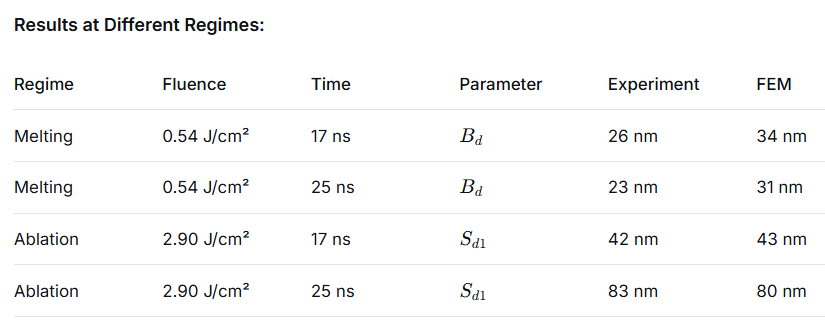 Results at Different Regimes:
Regime Fluence Time Parameter Experiment FEM
Melting 0.54 J/cm² 17 ns B_d 26 nm 34 nm
Melting 0.54 J/cm² 25 ns B_d 23 nm 31 nm
Ablation 2.90 J/cm² 17 ns S_{d1} 42 nm 43 nm
Ablation 2.90 J/cm² 25 ns S_{d1} 83 nm 80 nm